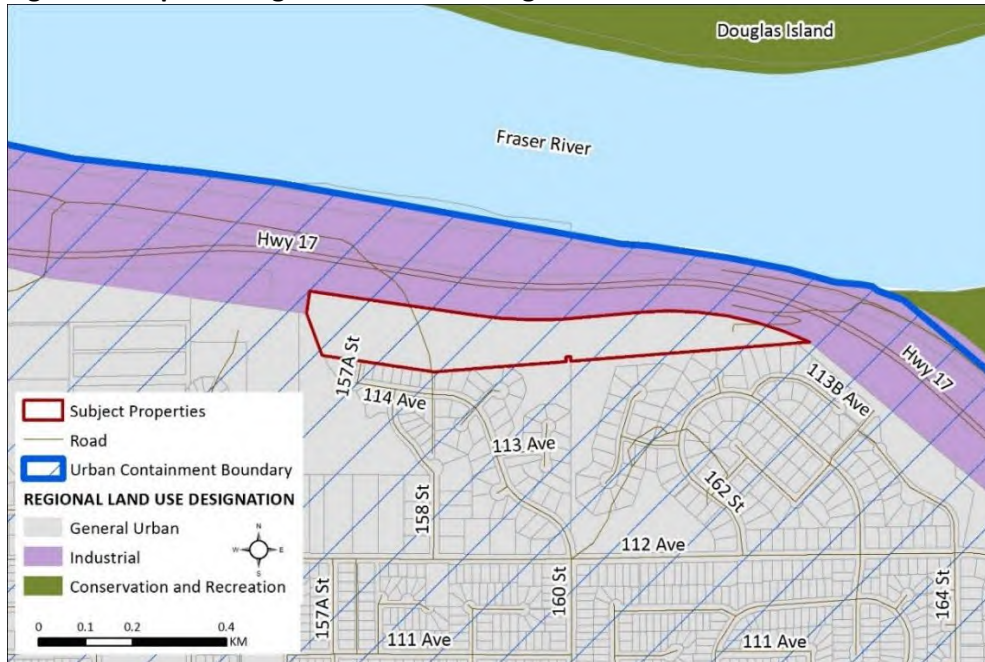 Douglas Island
Fraser River
Hwy 17
157A St
114 Ave
113 Ave
113B Ave
Hwy 17
158 St
162 St
112 Ave
157A St
160 St
164 St
111 Ave
111 Ave
Subject Properties
Road
Urban Containment Boundary
REGIONAL LAND USE DESIGNATION
General Urban
Industrial
Conservation and Recreation
N
W E
S
0 0.1 0.2 0.4
KM